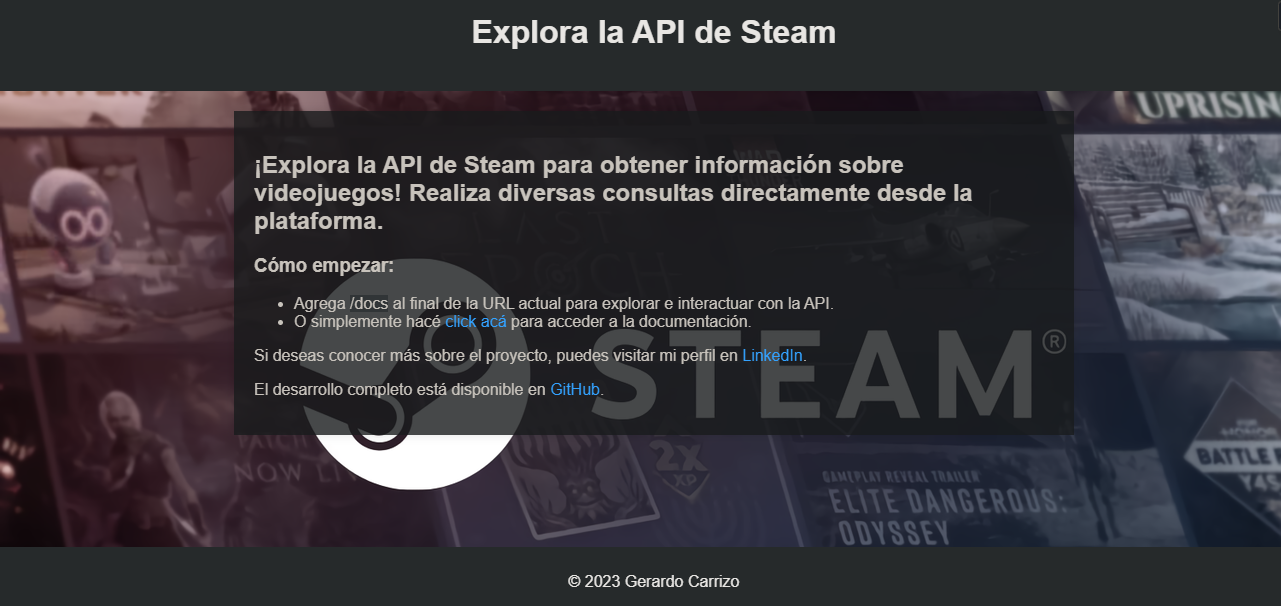 Explora la API de Steam
UPRISIN
¡Explora la API de Steam para obtener información sobre
videojuegos! Realiza diversas consultas directamente desde la
plataforma.
LAST
EPOCH
Cómo empezar:
• Agrega /docs al final de la URL actual para explorar e interactuar con la API.
• O simplemente hacé click acá para acceder a la documentación.
STEAM®
Si deseas conocer más sobre el proyecto, puedes visitar mi perfil en LinkedIn.
El desarrollo completo está disponible en GitHub.
FOR
HONOR
BATTLE
Y4S
NOW LI
2X
XP
GAMEPLAY REVEAL TRAILER
ELITE DANGEROUS:
ODYSSEY
© 2023 Gerardo Carrizo